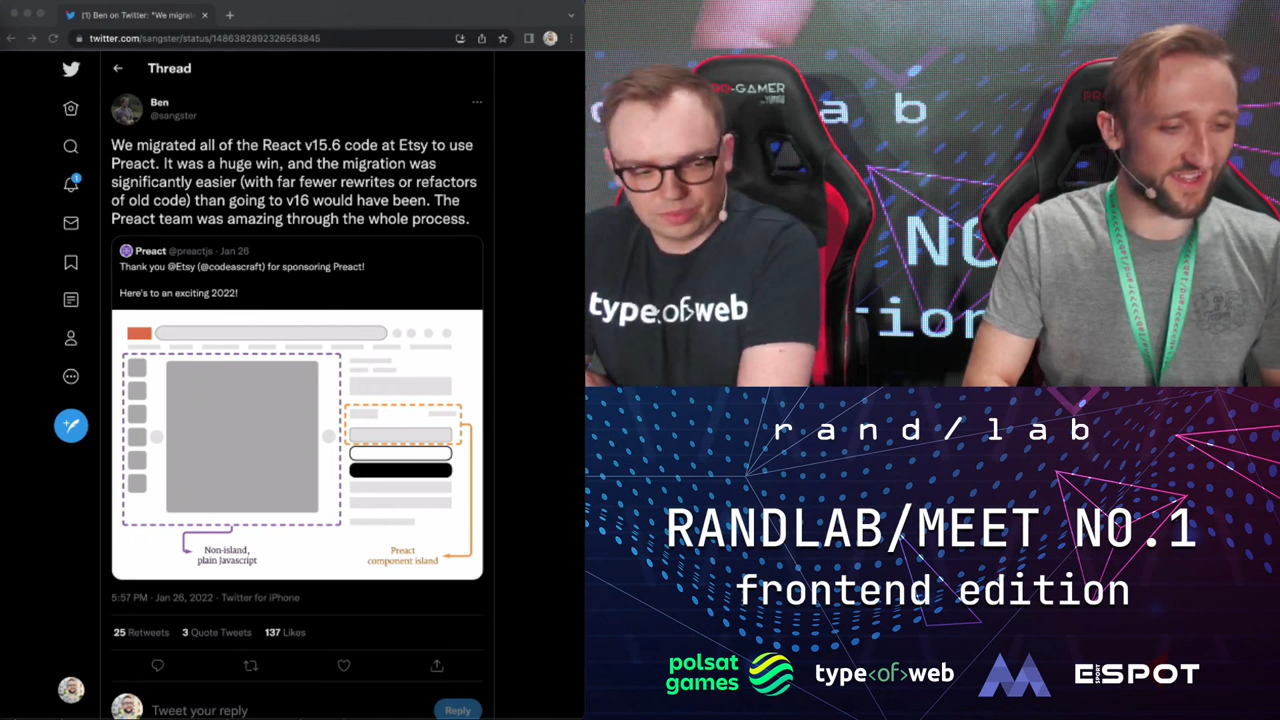 (1) Ben on Twitter: "We migrat
twitter.com/sangster/status/1486382892326563845
Thread
Ben
@sangster
We migrated all of the React v15.6 code at Etsy to use
Preact. It was a huge win, and the migration was
significantly easier (with far fewer rewrites or refactors
of old code) than going to v16 would have been. The
Preact team was amazing through the whole process.
Preact @preactjs · Jan 26
Thank you @Etsy (@codeascraft) for sponsoring Preact!
Here's to an exciting 2022!
Non-island,
plain Javascript
Preact
component island
5:57 PM · Jan 26, 2022 · Twitter for iPhone
25 Retweets 3 Quote Tweets 137 Likes
1
Tweet your reply
Reply
PRO-GAMER
a b
NO
ion
type<of>web
rand/lab
RANDLAB/MEET NO.1
frontend edition
polsat
games
type<of>web
ESPORT
ESPOT